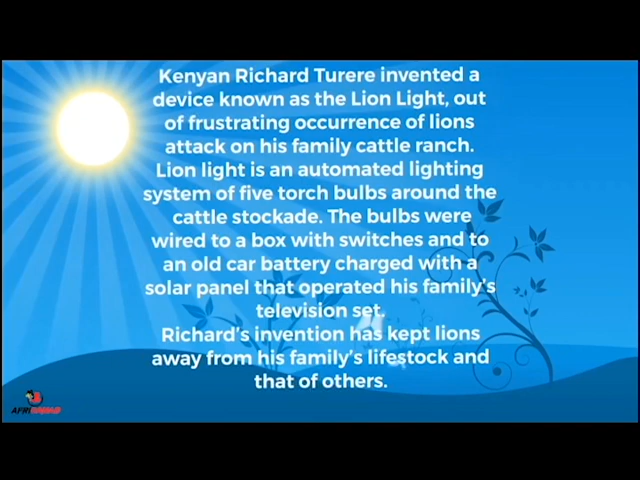 Kenyan Richard Turere invented a
device known as the Lion Light, out
of frustrating occurrence of lions
attack on his family cattle ranch.
Lion light is an automated lighting
system of five torch bulbs around the
cattle stockade. The bulbs were
wired to a box with switches and to
an old car battery charged with a
solar panel that operated his family's
television set.
Richard's invention has kept lions
away from his family's lifestock and
that of others.